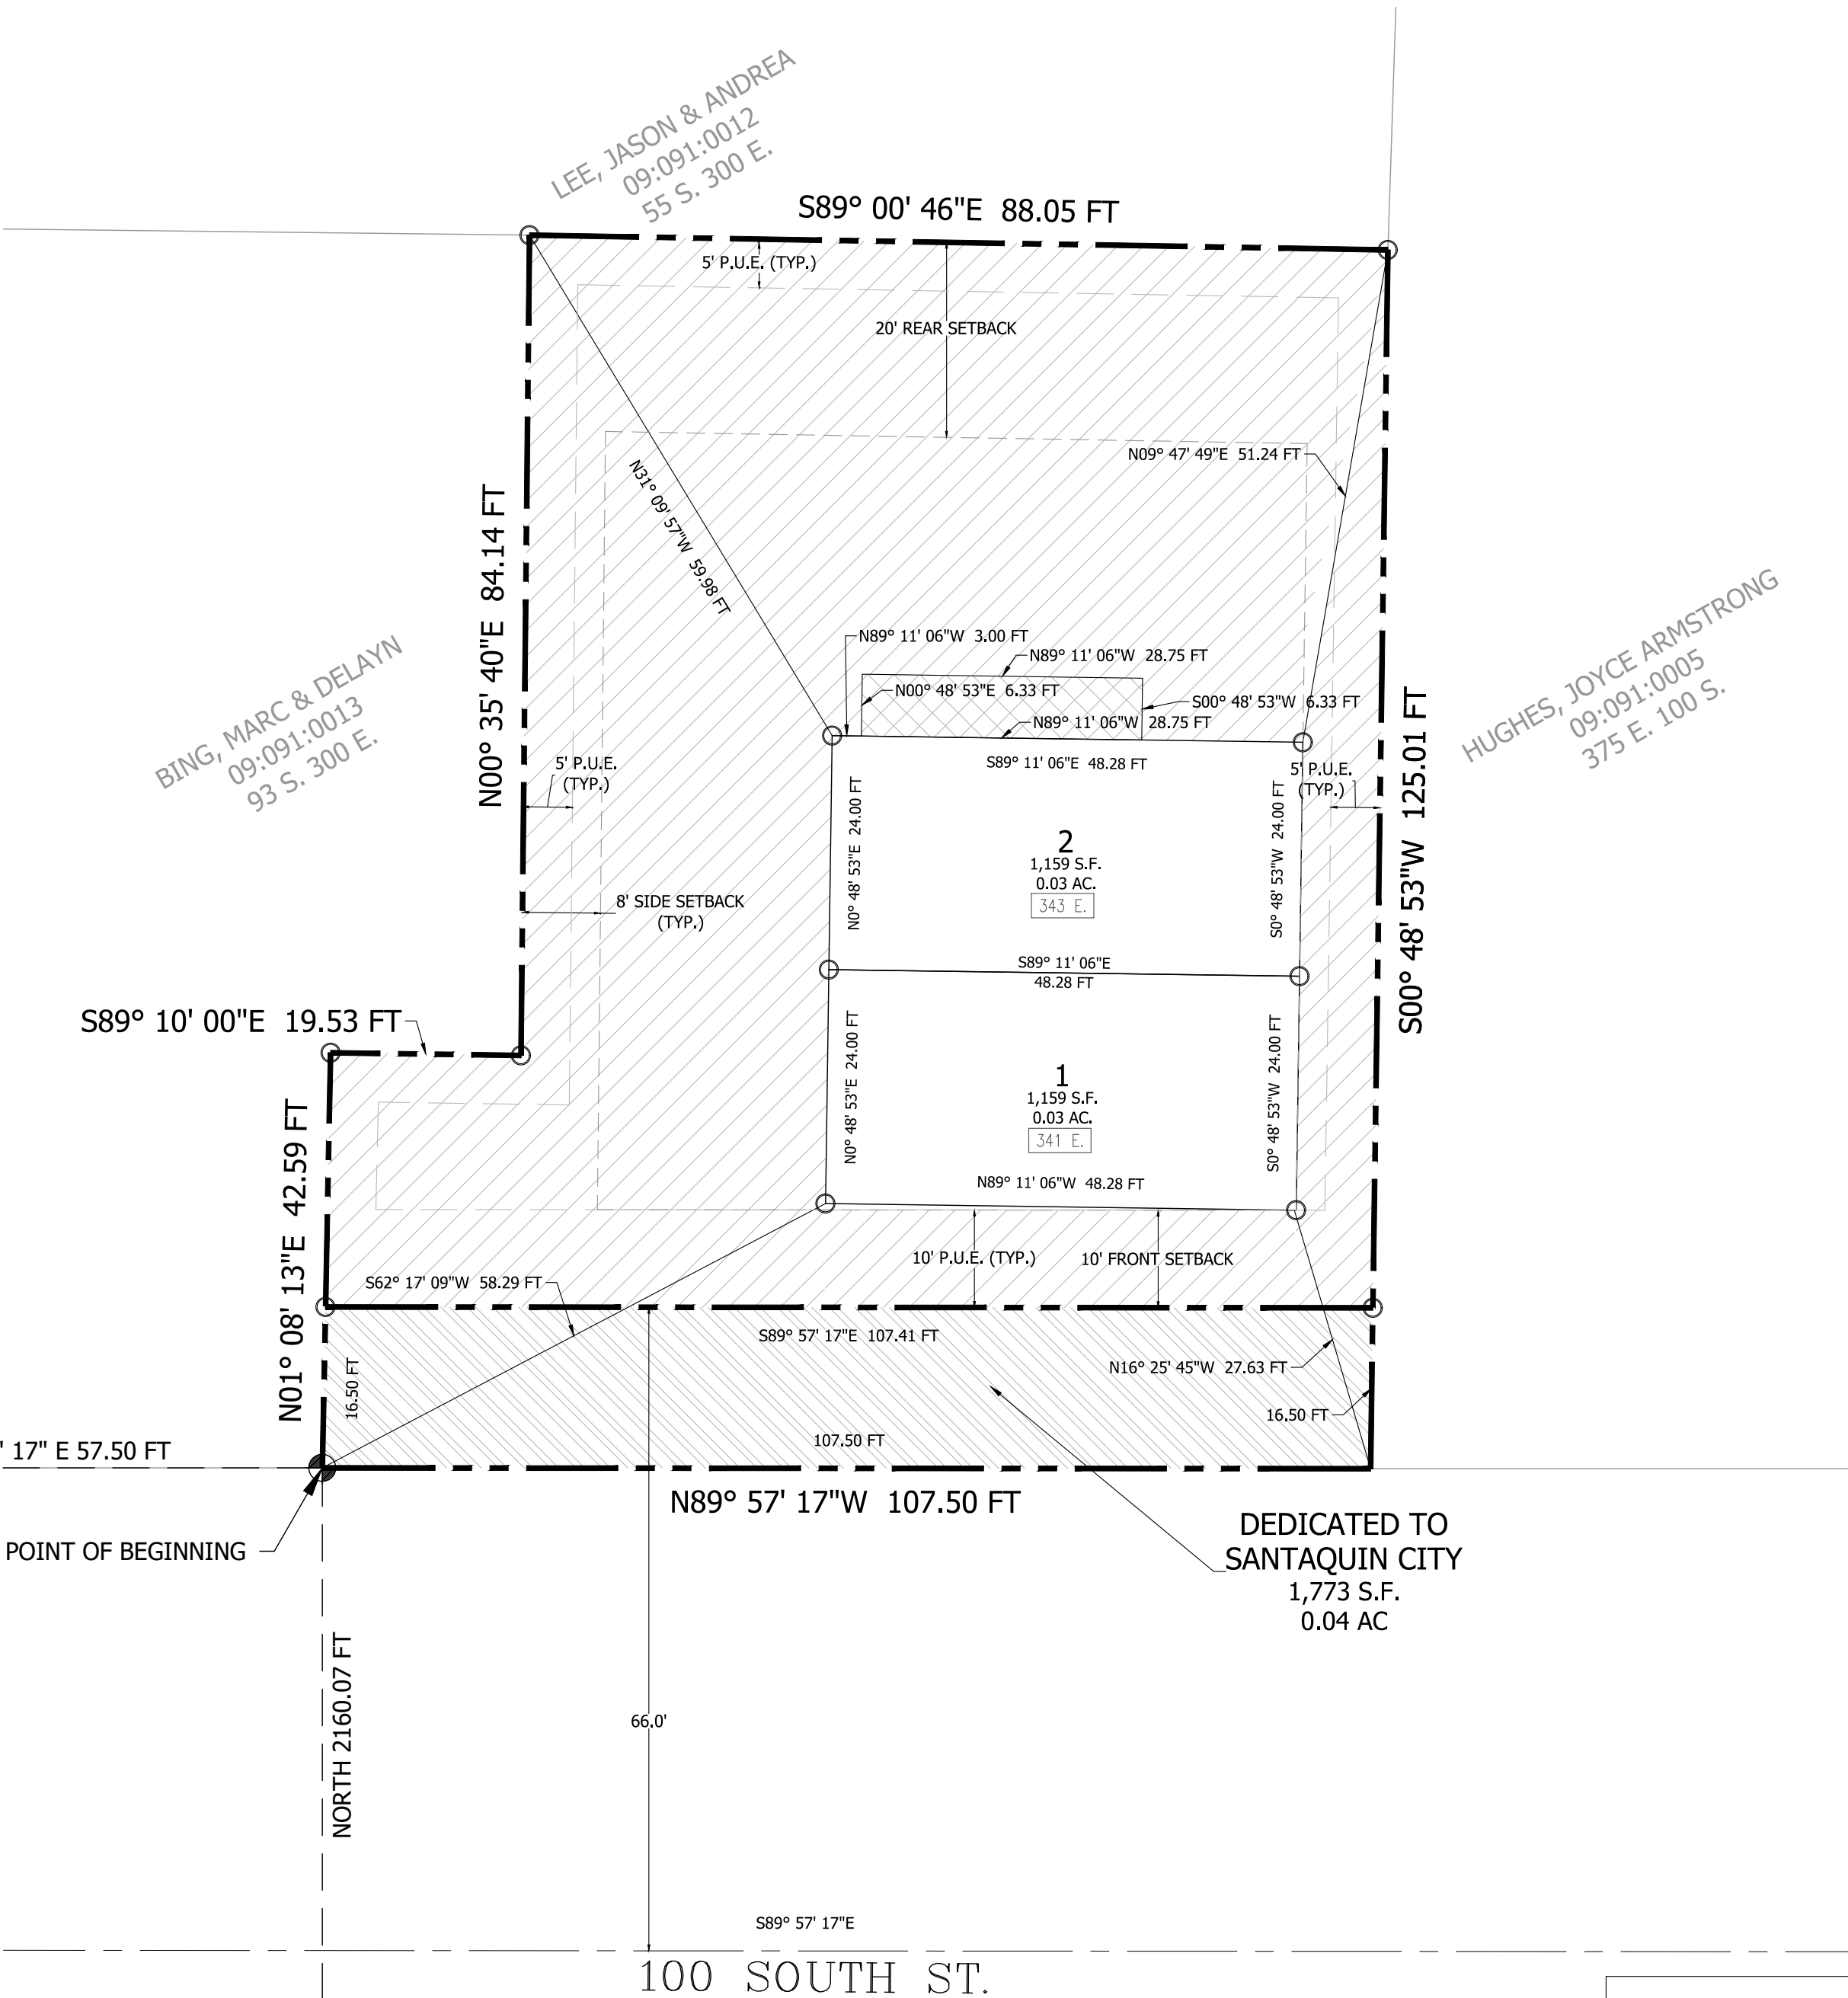 LEE, JASON & ANDREA
09:091:0012
55 S. 300 E.
S89° 00' 46"E 88.05 FT
5' P.U.E. (TYP.)
20' REAR SETBACK
N09° 47' 49"E 51.24 FT
N31° 09' 57"W 59.98 FT
N00° 35' 40"E 84.14 FT
BING, MARC & DELAYN
09:091:0013
93 S. 300 E.
HUGHES, JOYCE ARMSTRONG
09:091:0005
375 E. 100 S.
N89° 11' 06"W 3.00 FT
N89° 11' 06"W 28.75 FT
N00° 48' 53"E 6.33 FT
S00° 48' 53"W 6.33 FT
N89° 11' 06"W 28.75 FT
S89° 11' 06"E 48.28 FT
5' P.U.E.
(TYP.)
5' P.U.E.
(TYP.)
S00° 48' 53"W 125.01 FT
N0° 48' 53"E 24.00 FT
S0° 48' 53"W 24.00 FT
2
1,159 S.F.
0.03 AC.
343 E.
8' SIDE SETBACK
(TYP.)
S89° 11' 06"E
48.28 FT
S89° 10' 00"E 19.53 FT
N0° 48' 53"E 24.00 FT
S0° 48' 53"W 24.00 FT
1
1,159 S.F.
0.03 AC.
341 E.
N89° 11' 06"W 48.28 FT
N01° 08' 13"E 42.59 FT
10' P.U.E. (TYP.)
10' FRONT SETBACK
S62° 17' 09"W 58.29 FT
S89° 57' 17"E 107.41 FT
N16° 25' 45"W 27.63 FT
16.50 FT
16.50 FT
107.50 FT
' 17" E 57.50 FT
N89° 57' 17"W 107.50 FT
POINT OF BEGINNING
DEDICATED TO
SANTAQUIN CITY
1,773 S.F.
0.04 AC
NORTH 2160.07 FT
66.0'
S89° 57' 17"E
100 SOUTH ST.